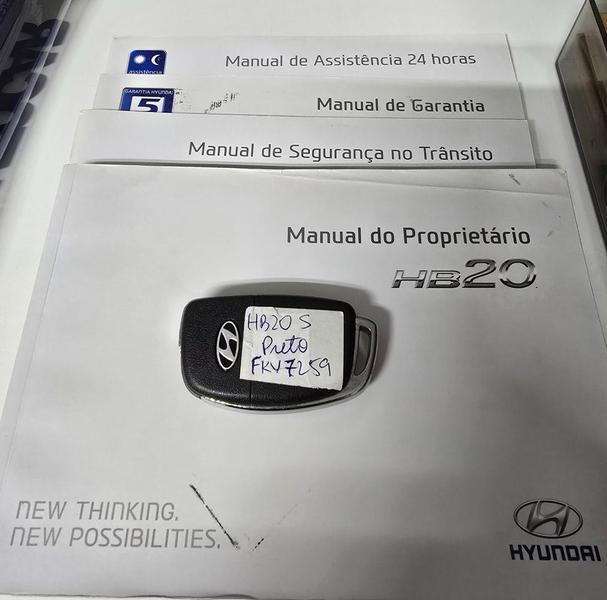 Manual de Assistência 24 horas
assistência
Manual de Garantia
GARANTIA HYUNDAI
5
Manual de Segurança no Trânsito
Manual do Proprietário
HB20
HB20 S
Preto
FKV7259
NEW THINKING.
NEW POSSIBILITIES.
HYUNDAI